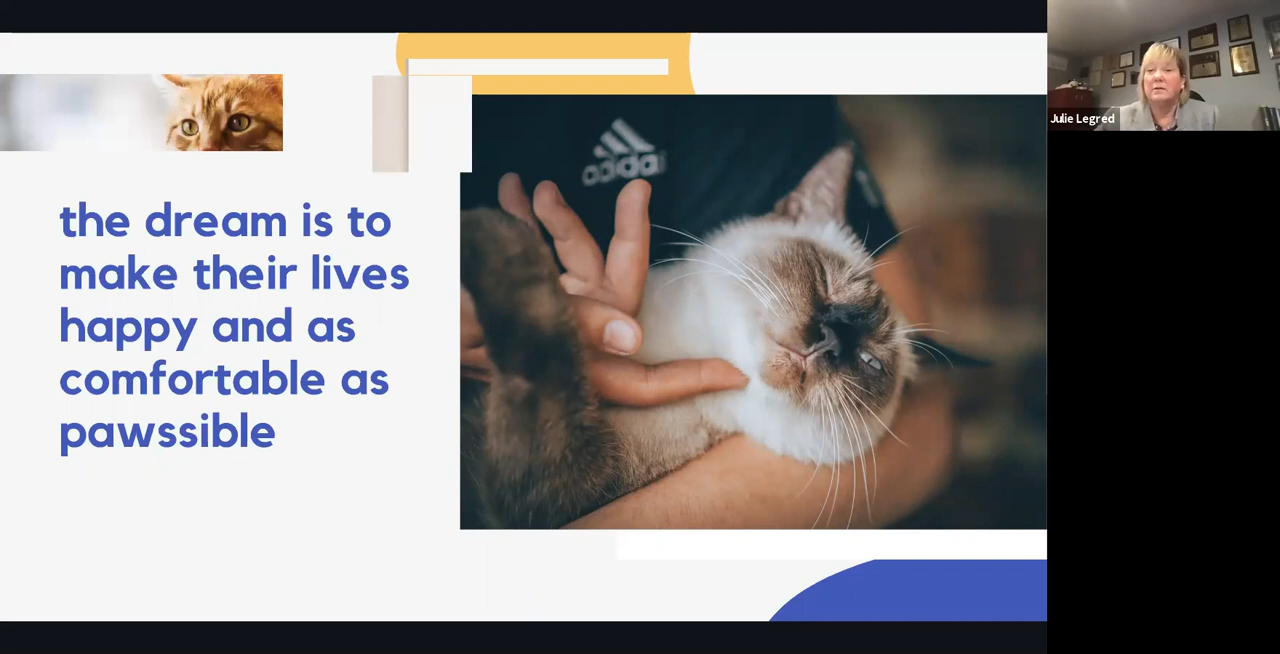 the dream is to
make their lives
happy and as
comfortable as
pawssible
adidas
Julie Legred